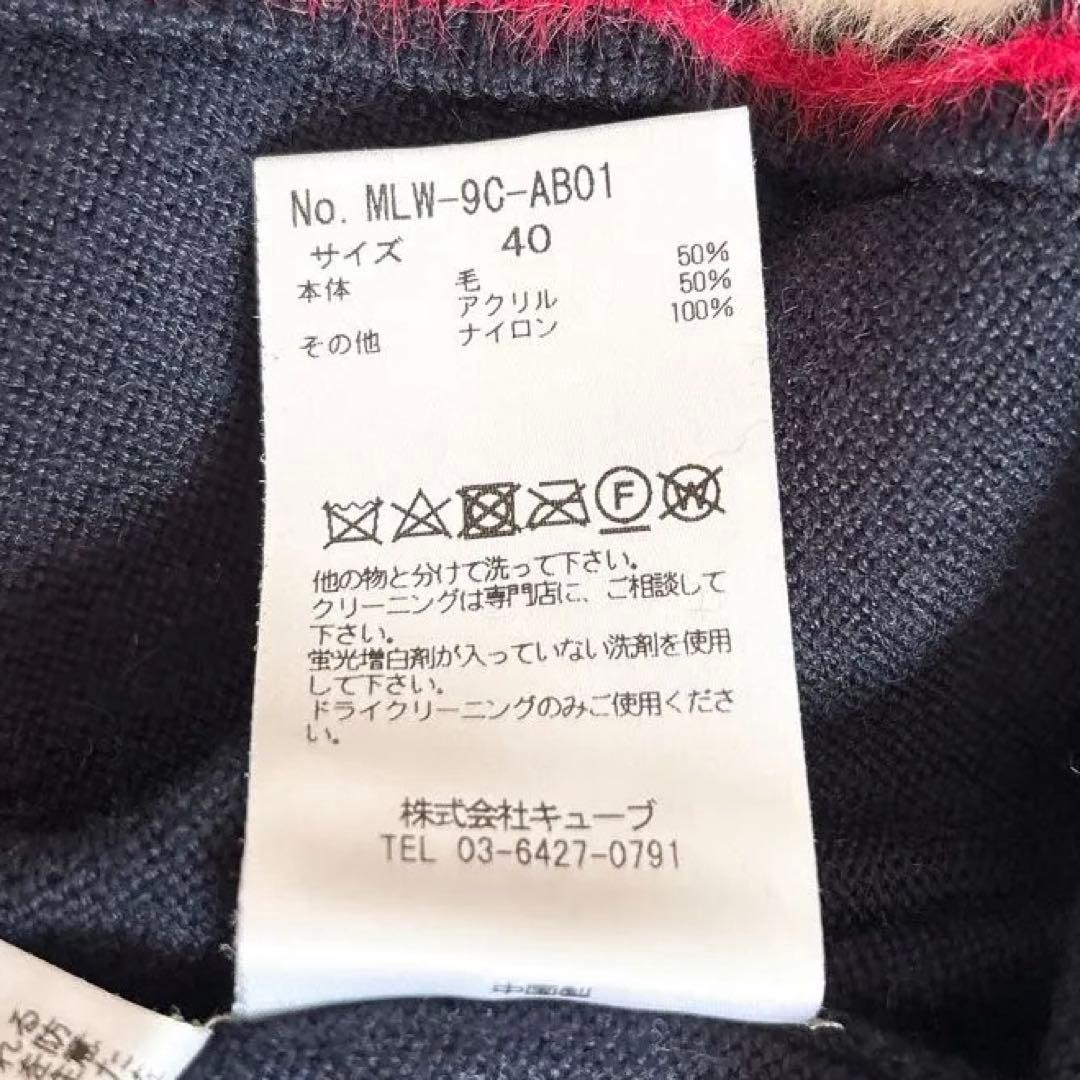 No. MLW-9C-AB01
サイズ 40
本体 毛 50%
アクリル 50%
その他 ナイロン 100%
F W
他の物と分けて洗って下さい。
クリーニングは専門店に、ご相談して
下さい。
蛍光増白剤が入っていない洗剤を使用
して下さい。
ドライクリーニングのみご使用くださ
い。
株式会社キューブ
TEL 03-6427-0791
中国製